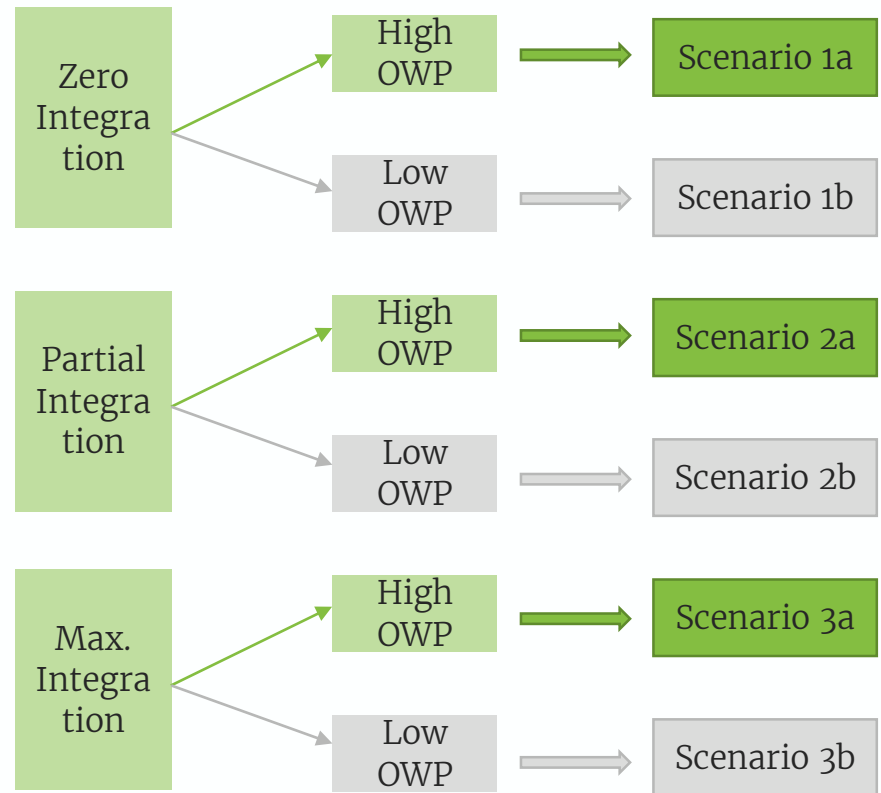 Zero
Integra
tion
High
OWP
Scenario 1a
Low
OWP
Scenario 1b
Partial
Integra
tion
High
OWP
Scenario 2a
Low
OWP
Scenario 2b
Max.
Integra
tion
High
OWP
Scenario 3a
Low
OWP
Scenario 3b